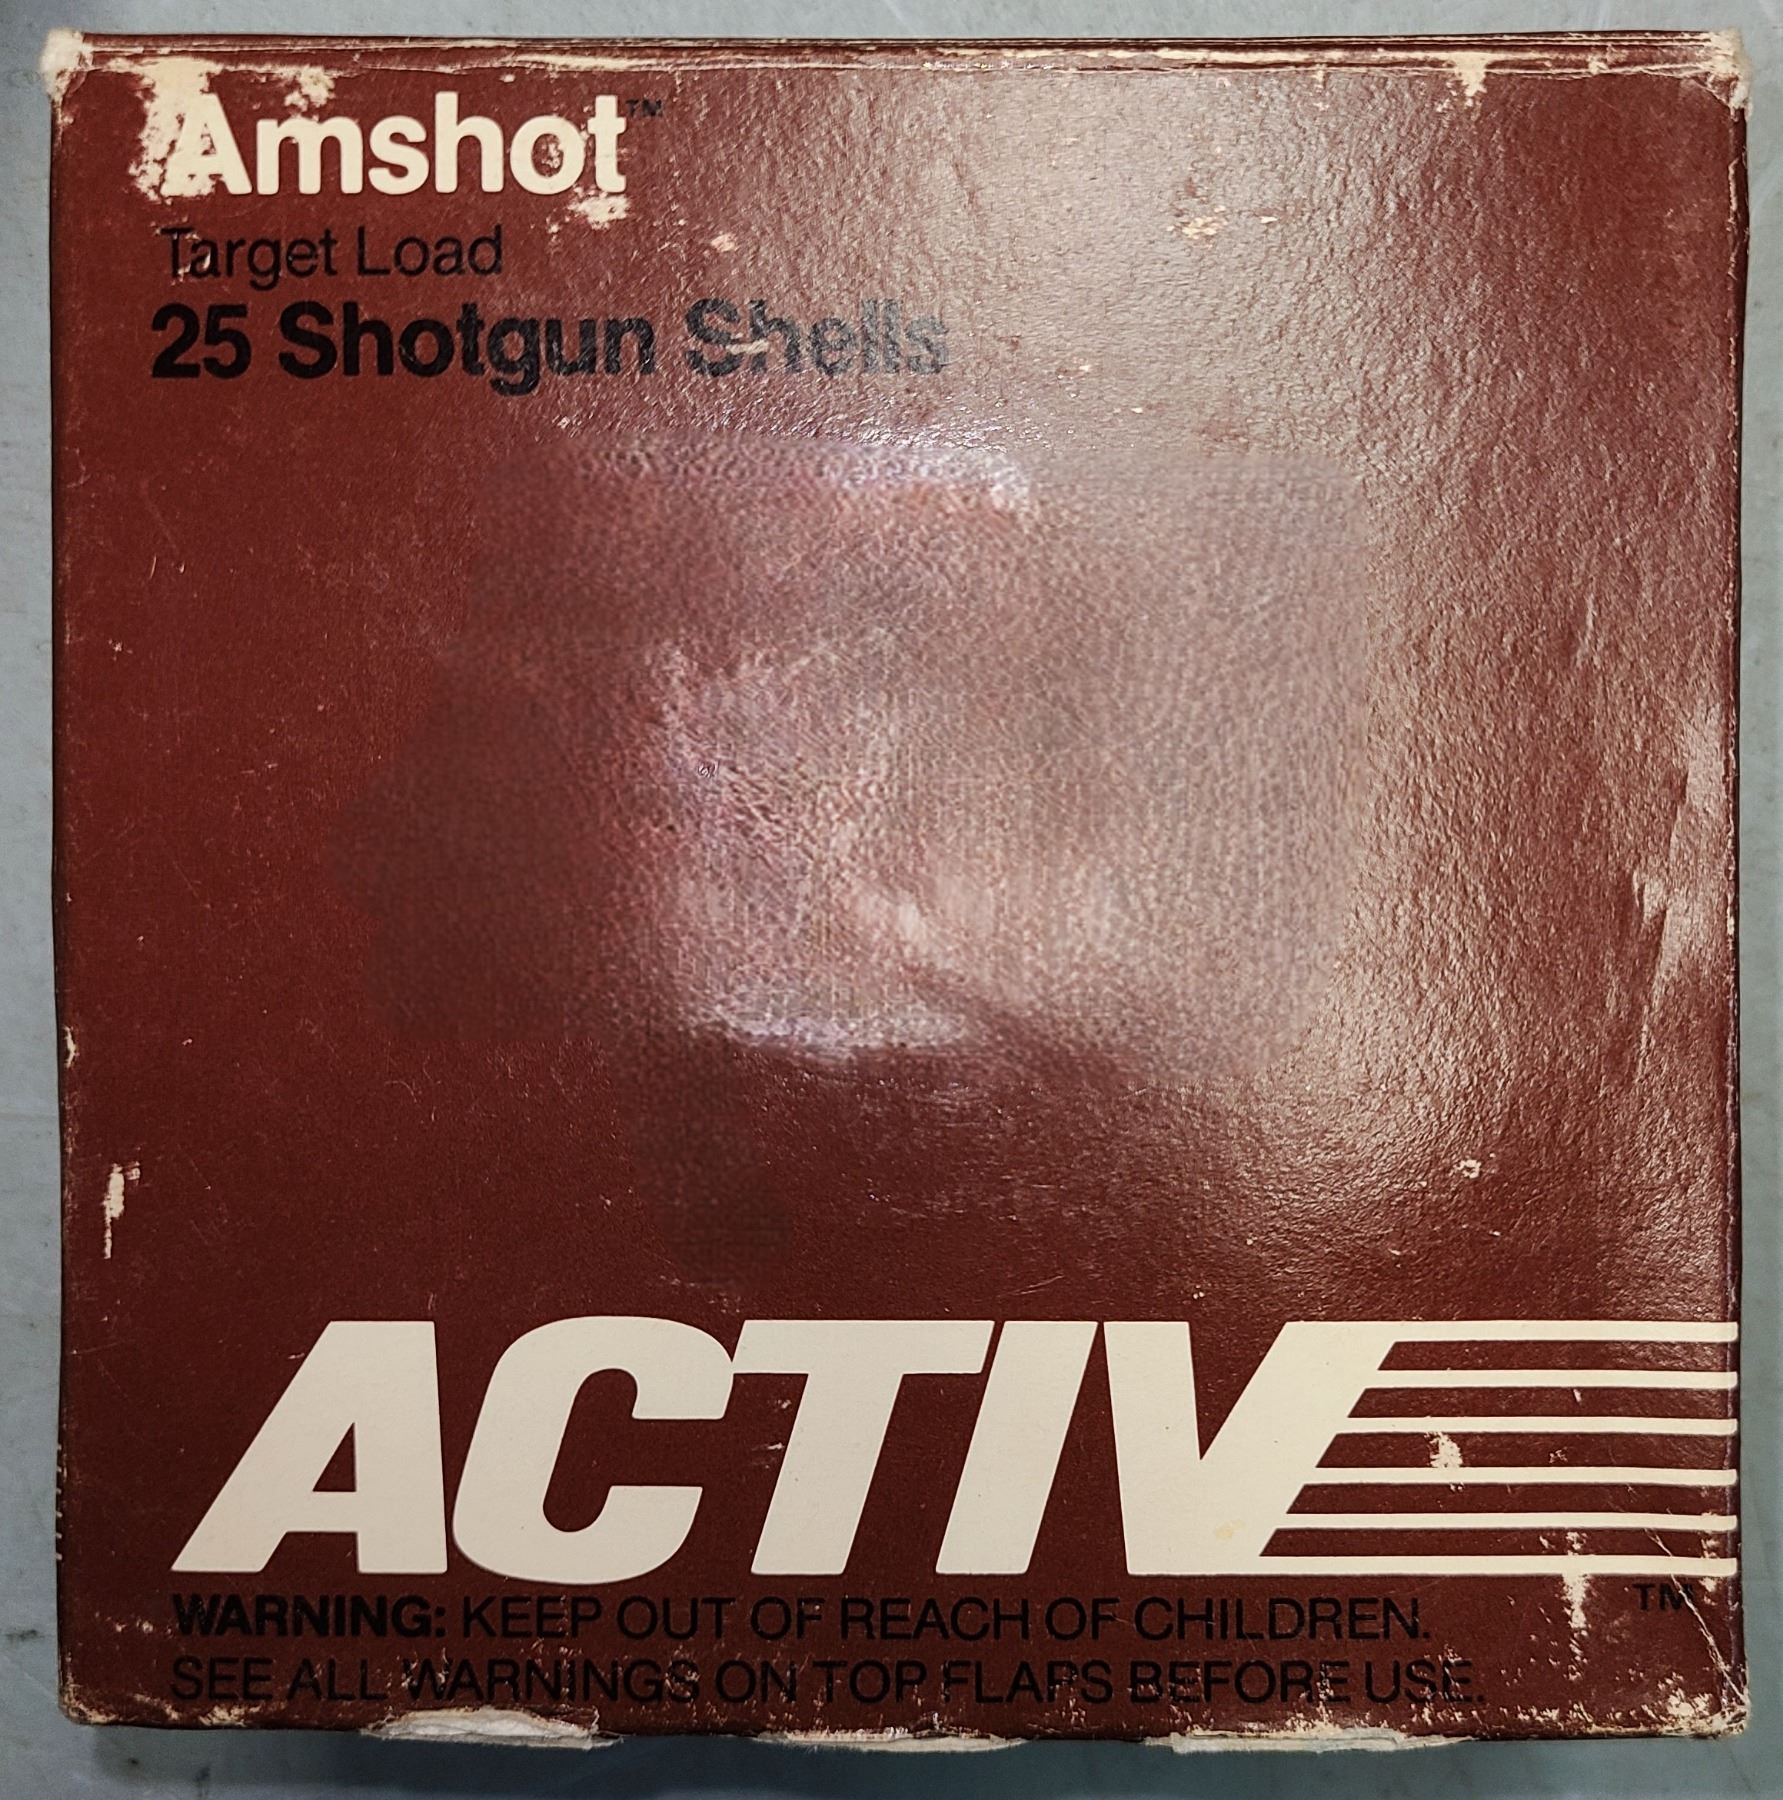 Amshot™
Target Load
25 Shotgun Shells
ACTIV
TM
WARNING: KEEP OUT OF REACH OF CHILDREN.
SEE ALL WARNINGS ON TOP FLAPS BEFORE USE.